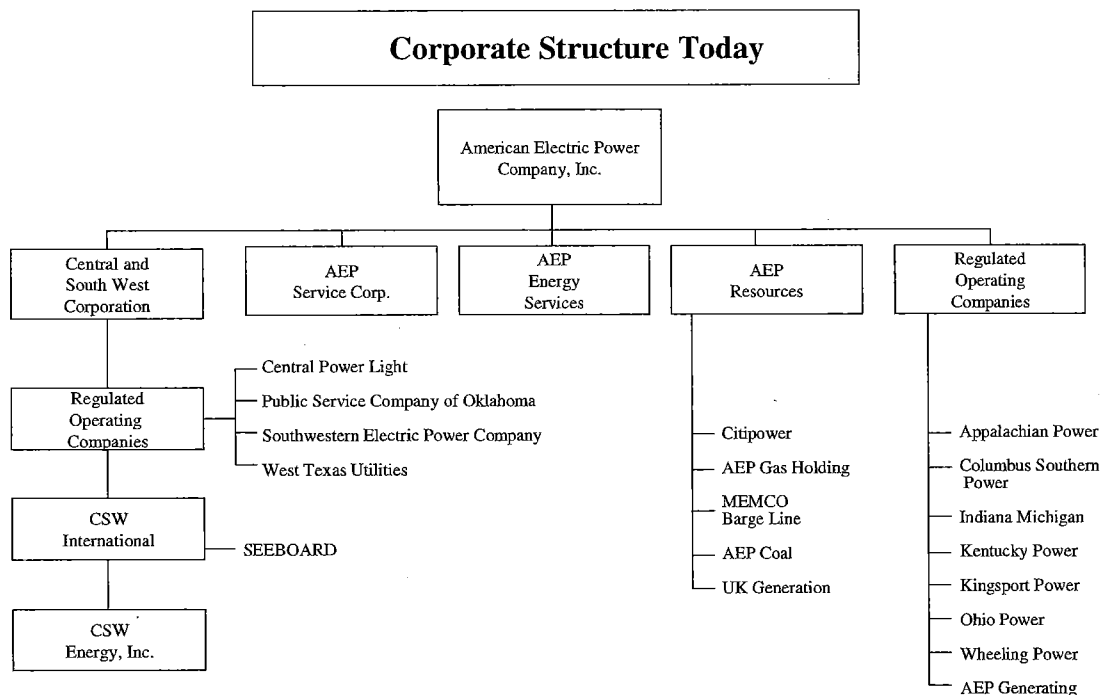 Corporate Structure Today
American Electric Power
Company, Inc.
Central and
South West
Corporation
AEP
Service Corp.
AEP
Energy
Services
AEP
Resources
Regulated
Operating
Companies
Regulated
Operating
Companies
Central Power Light
Public Service Company of Oklahoma
Southwestern Electric Power Company
West Texas Utilities
CSW
International
SEEBOARD
CSW
Energy, Inc.
Citipower
AEP Gas Holding
MEMCO
Barge Line
AEP Coal
UK Generation
Appalachian Power
Columbus Southern
Power
Indiana Michigan
Kentucky Power
Kingsport Power
Ohio Power
Wheeling Power
AEP Generating